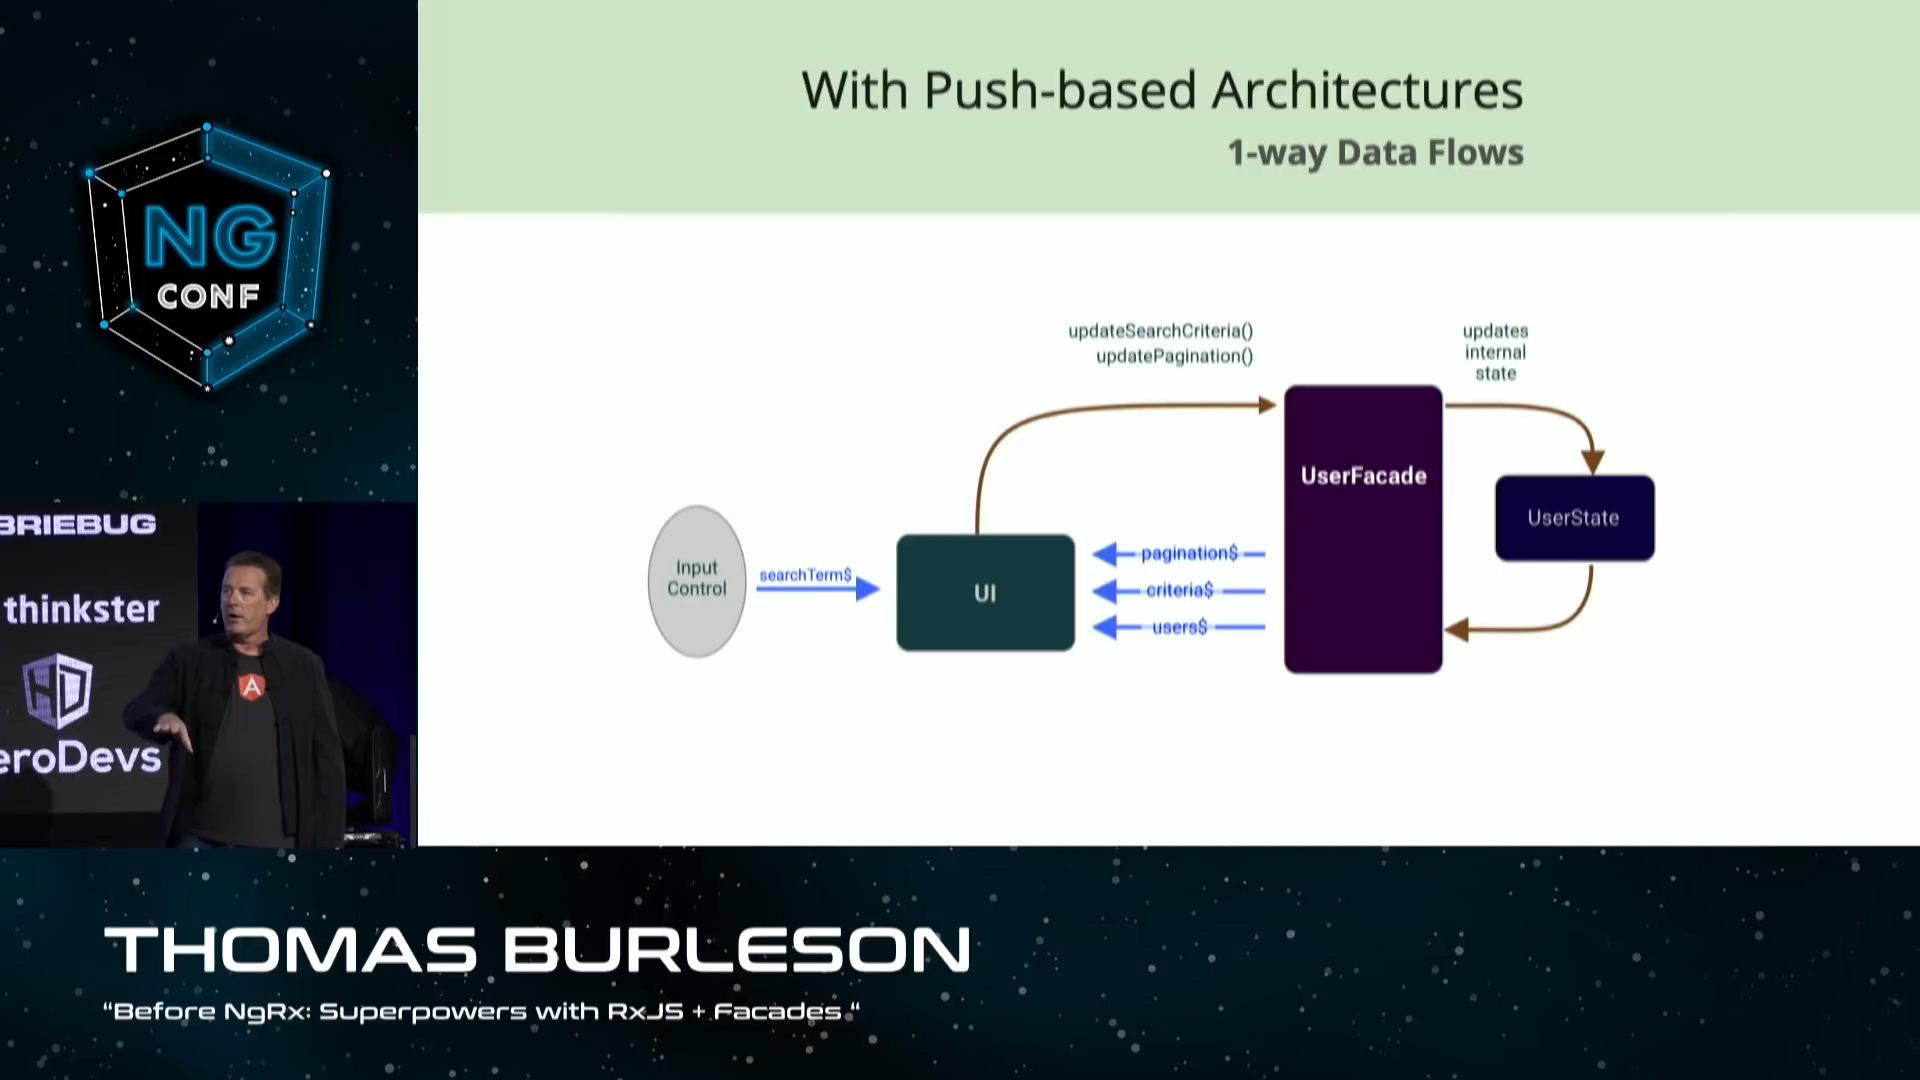 With Push-based Architectures
1-way Data Flows
NG
CONF
updateSearchCriteria()
updatePagination()
updates
internal
state
UserFacade
UserState
Input
Control
searchTerm$
UI
pagination$
criteria$
users$
BRIEBUG
thinkster
HD
eroDevs
A
THOMAS BURLESON
“Before NgRx: Superpowers with RxJS + Facades “